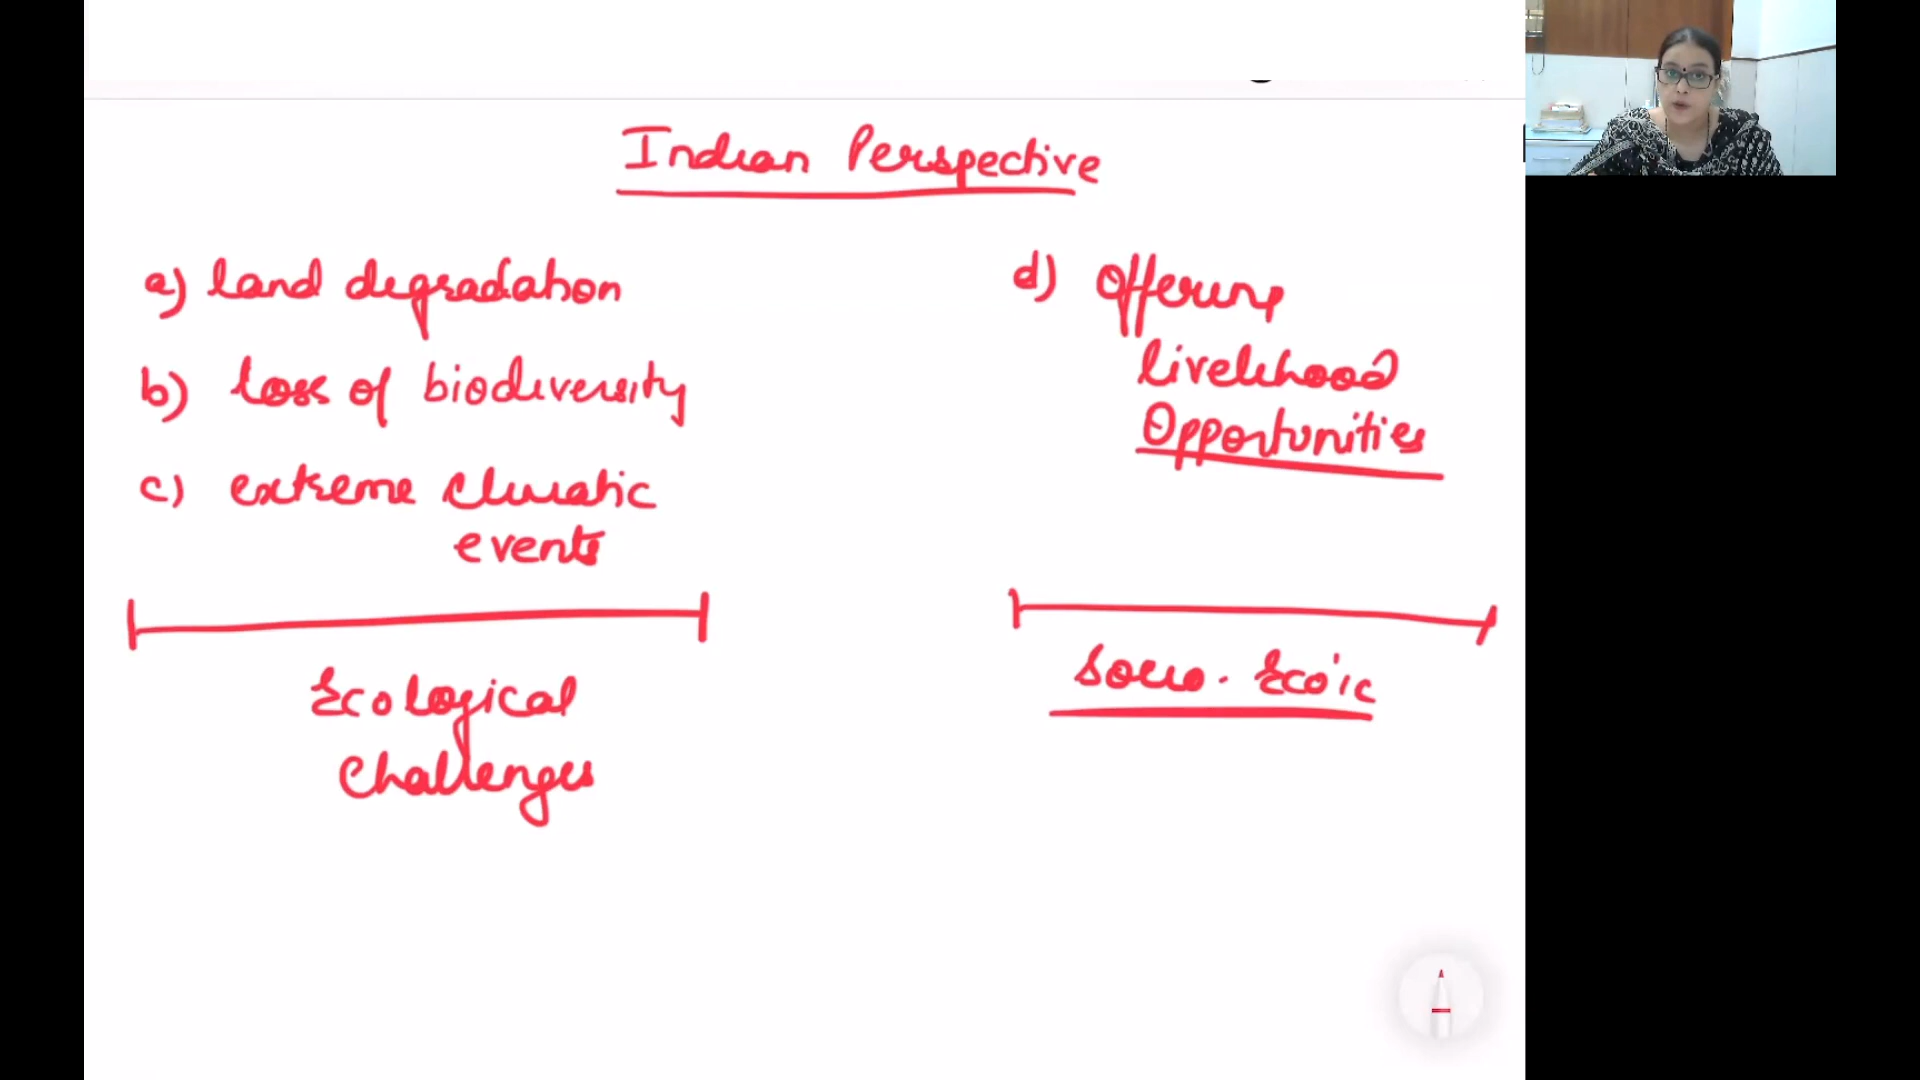 Indian Perspective
a) land degradation
b) loss of biodiversity
c) extreme climatic
events
Ecological
Challenges
d) Offering
livelihood
Opportunities
Socio-Eco'ic